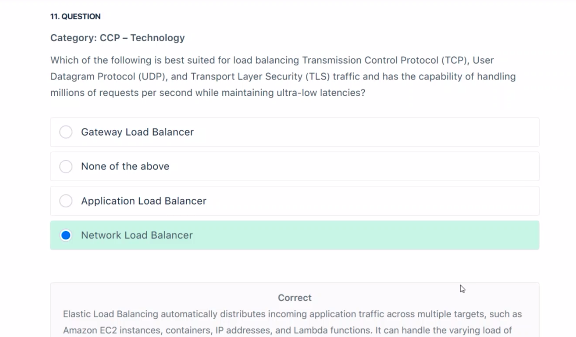 11. QUESTION
Category: CCP – Technology
Which of the following is best suited for load balancing Transmission Control Protocol (TCP), User
Datagram Protocol (UDP), and Transport Layer Security (TLS) traffic and has the capability of handling
millions of requests per second while maintaining ultra-low latencies?
Gateway Load Balancer
None of the above
Application Load Balancer
Network Load Balancer
Correct
Elastic Load Balancing automatically distributes incoming application traffic across multiple targets, such as
Amazon EC2 instances, containers, IP addresses, and Lambda functions. It can handle the varying load of